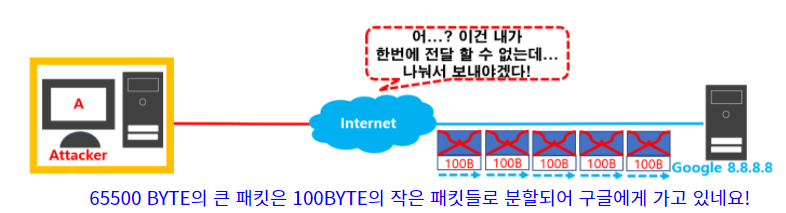 어...? 이건 내가
한번에 전달 할 수 없는데...
나눠서 보내야겠다!
A
Internet
Attacker
100B 100B 100B 100B 100B
Google 8.8.8.8
65500 BYTE의 큰 패킷은 100BYTE의 작은 패킷들로 분할되어 구글에게 가고 있네요!